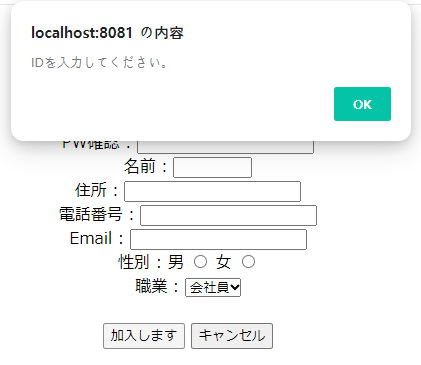 localhost:8081 の内容
IDを入力してください。
OK
PW確認 :
名前 :
住所 :
電話番号 :
Email :
性別 : 男 女
職業 : 会社員
加入します キャンセル